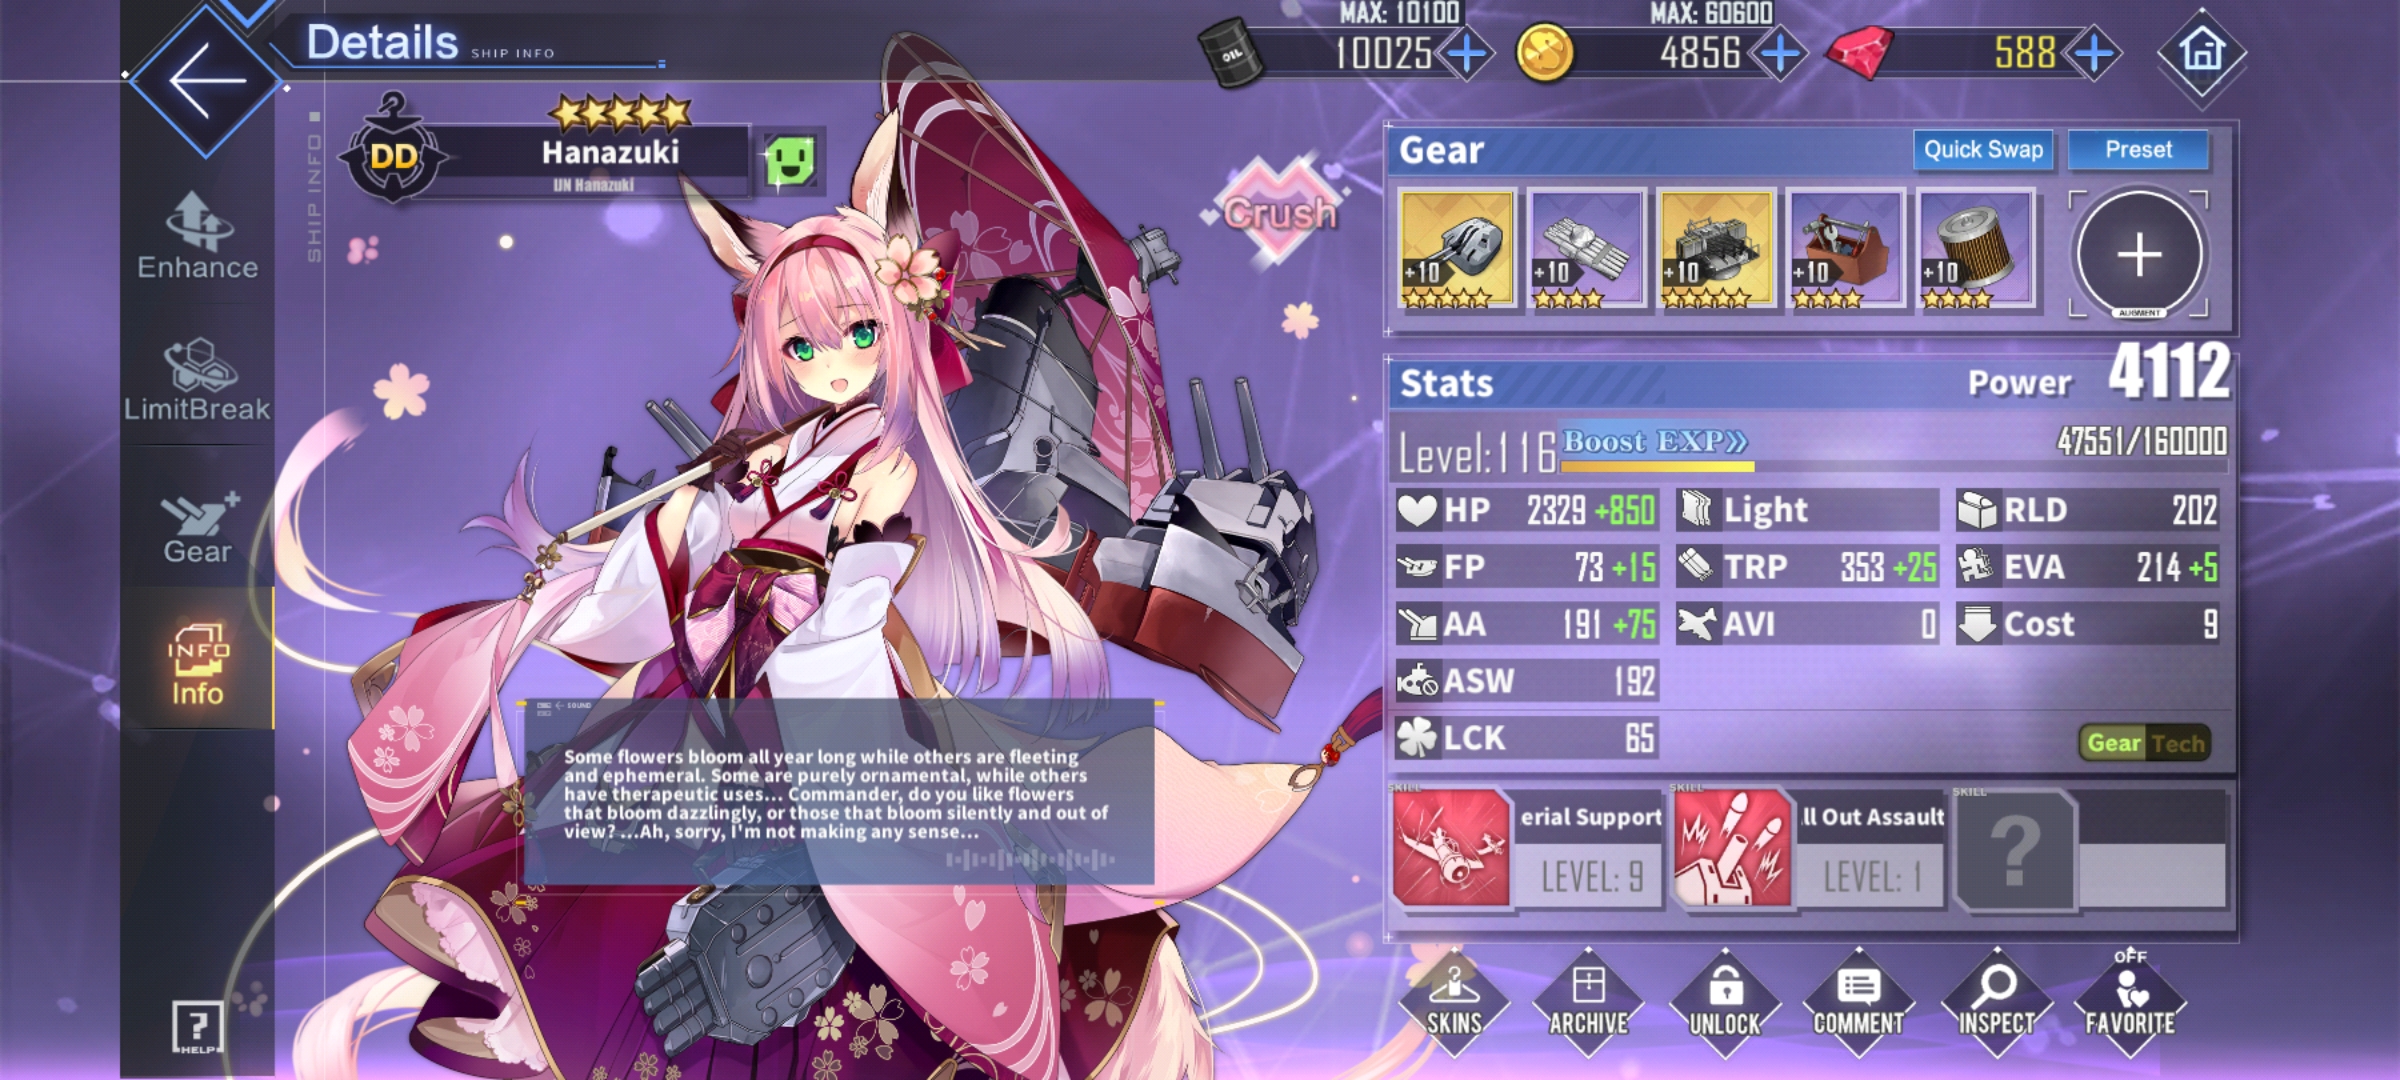 Details SHIP INFO
OIL
MAX: 10100
10025
MAX: 60600
4856
588
SHIP INFO
DD
Hanazuki
IJN Hanazuki
Crush
Enhance
LimitBreak
Gear
INFO
Info
?
HELP
SOUND
Some flowers bloom all year long while others are fleeting
and ephemeral. Some are purely ornamental, while others
have therapeutic uses... Commander, do you like flowers
that bloom dazzlingly, or those that bloom silently and out of
view? ...Ah, sorry, I'm not making any sense...
Gear
Quick Swap
Preset
+10
+10
+10
+10
+10
AUGMENT
Stats
Power 4112
Level:116 Boost EXP 47551/160000
HP 2329 +850
Light
RLD 202
FP 73 +15
TRP 353 +25
EVA 214 +5
AA 191 +75
AVI 0
Cost 9
ASW 192
LCK 65
Gear Tech
SKILL
erial Support
LEVEL: 9
SKILL
ll Out Assault
LEVEL: 1
SKILL
?
SKINS
ARCHIVE
UNLOCK
COMMENT
INSPECT
OFF
FAVORITE